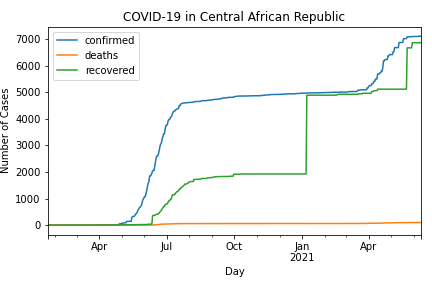 COVID-19 in Central African Republic
confirmed
deaths
recovered
Number of Cases
7000
6000
5000
4000
3000
2000
1000
0
Apr
Jul
Oct
Jan
2021
Apr
Day